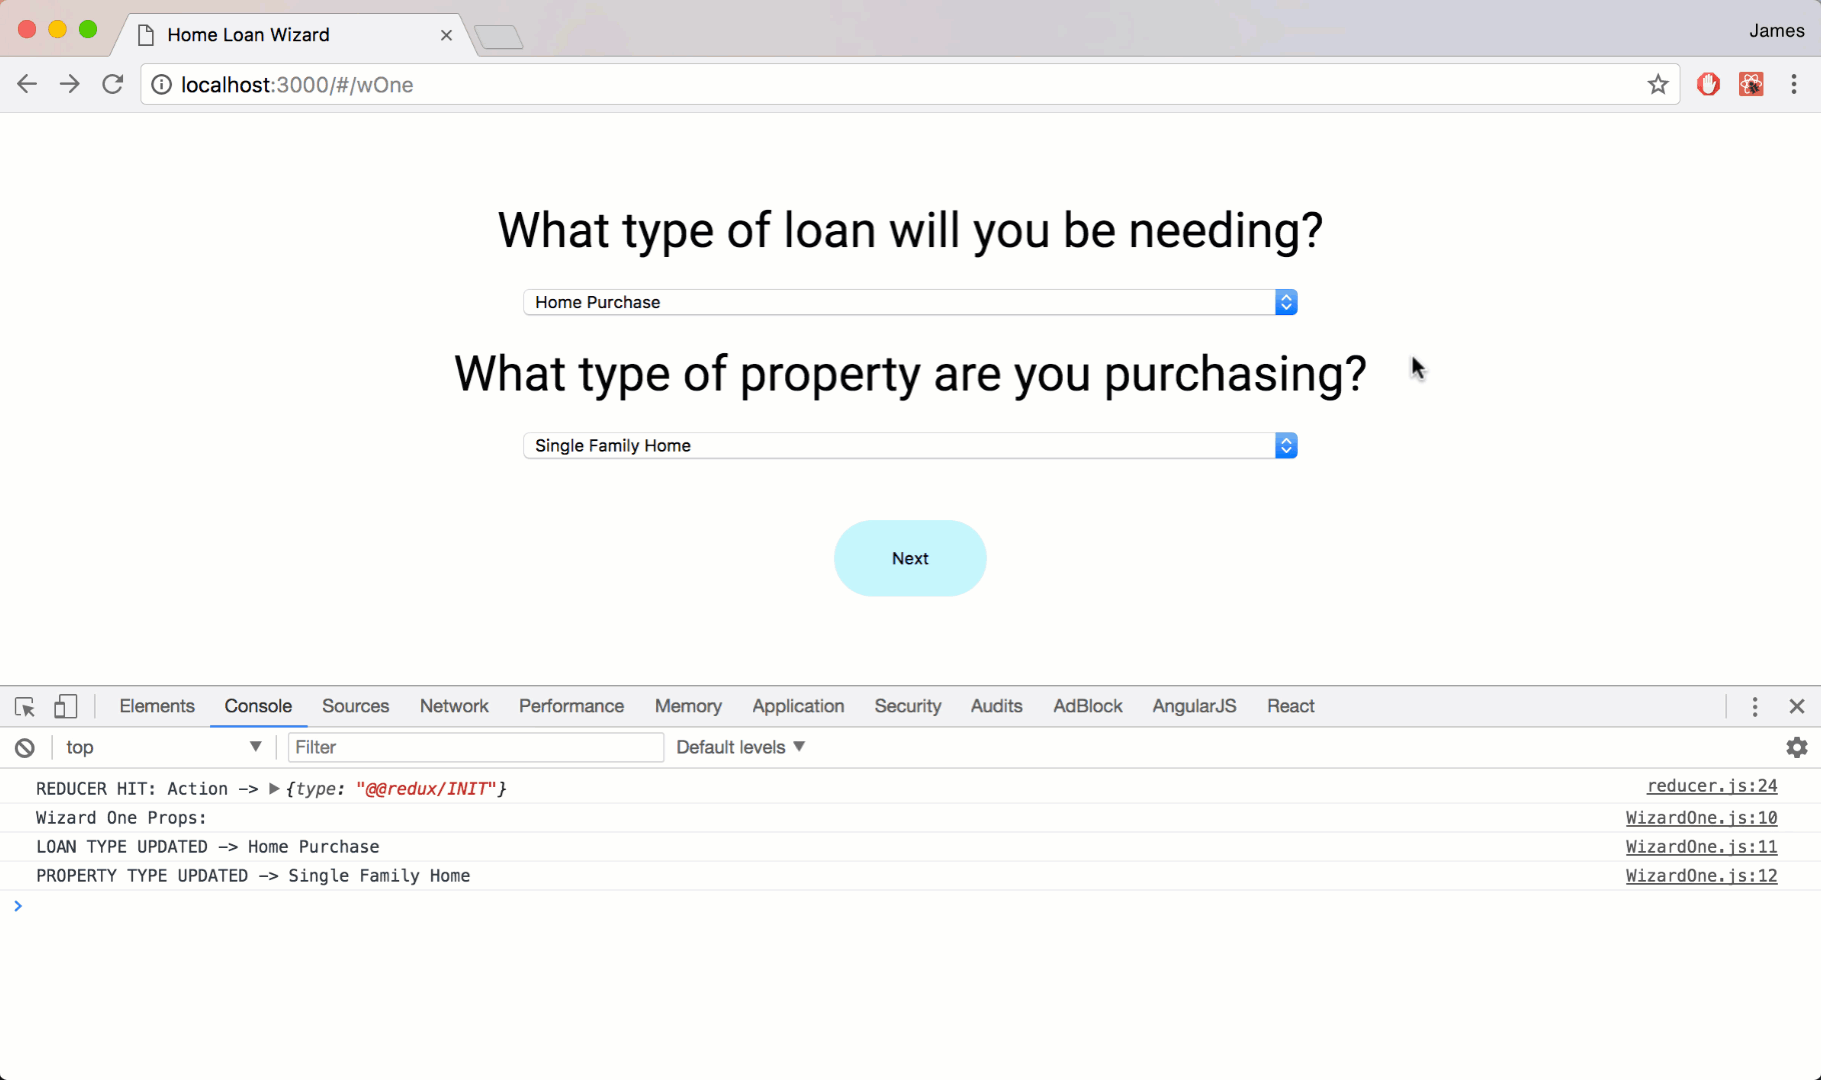 Home Loan Wizard
James
localhost:3000/#/wOne
What type of loan will you be needing?
Home Purchase
What type of property are you purchasing?
Single Family Home
Next
Elements Console Sources Network Performance Memory Application Security Audits AdBlock AngularJS React
top Filter Default levels
REDUCER HIT: Action -> {type: "@@redux/INIT"} reducer.js:24
Wizard One Props: WizardOne.js:10
LOAN TYPE UPDATED -> Home Purchase WizardOne.js:11
PROPERTY TYPE UPDATED -> Single Family Home WizardOne.js:12